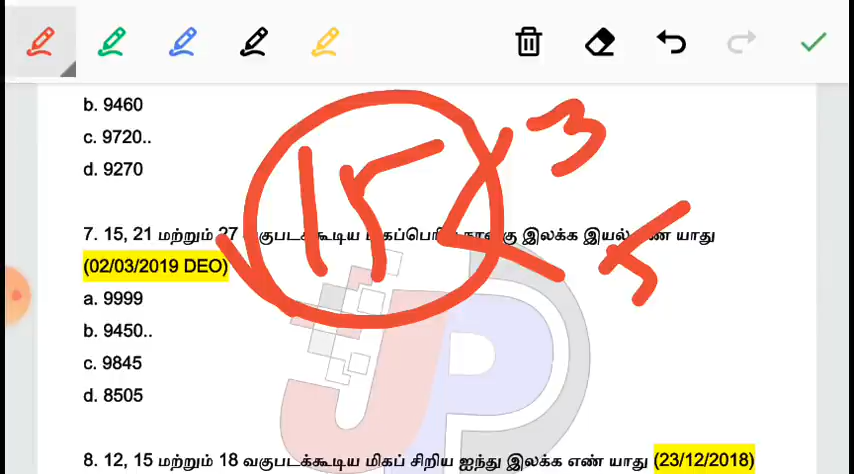 b. 9460
c. 9720..
d. 9270
15 3
5
7. 15, 21 மற்றும் 27 வகுபடக்கூடிய மிகப்பெரிய நான்கு இலக்க இயல் எண் யாது
(02/03/2019 DEO)
a. 9999
b. 9450..
c. 9845
d. 8505
JP
8. 12, 15 மற்றும் 18 வகுபடக்கூடிய மிகப் சிறிய ஐந்து இலக்க எண் யாது (23/12/2018)